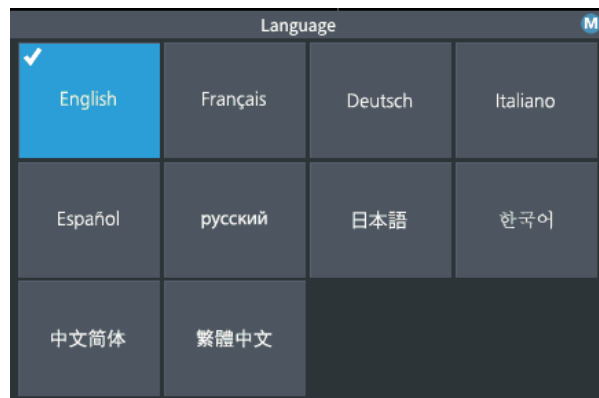 Language
M
English
Français
Deutsch
Italiano
Español
русский
日本語
한국어
中文简体
繁體中文